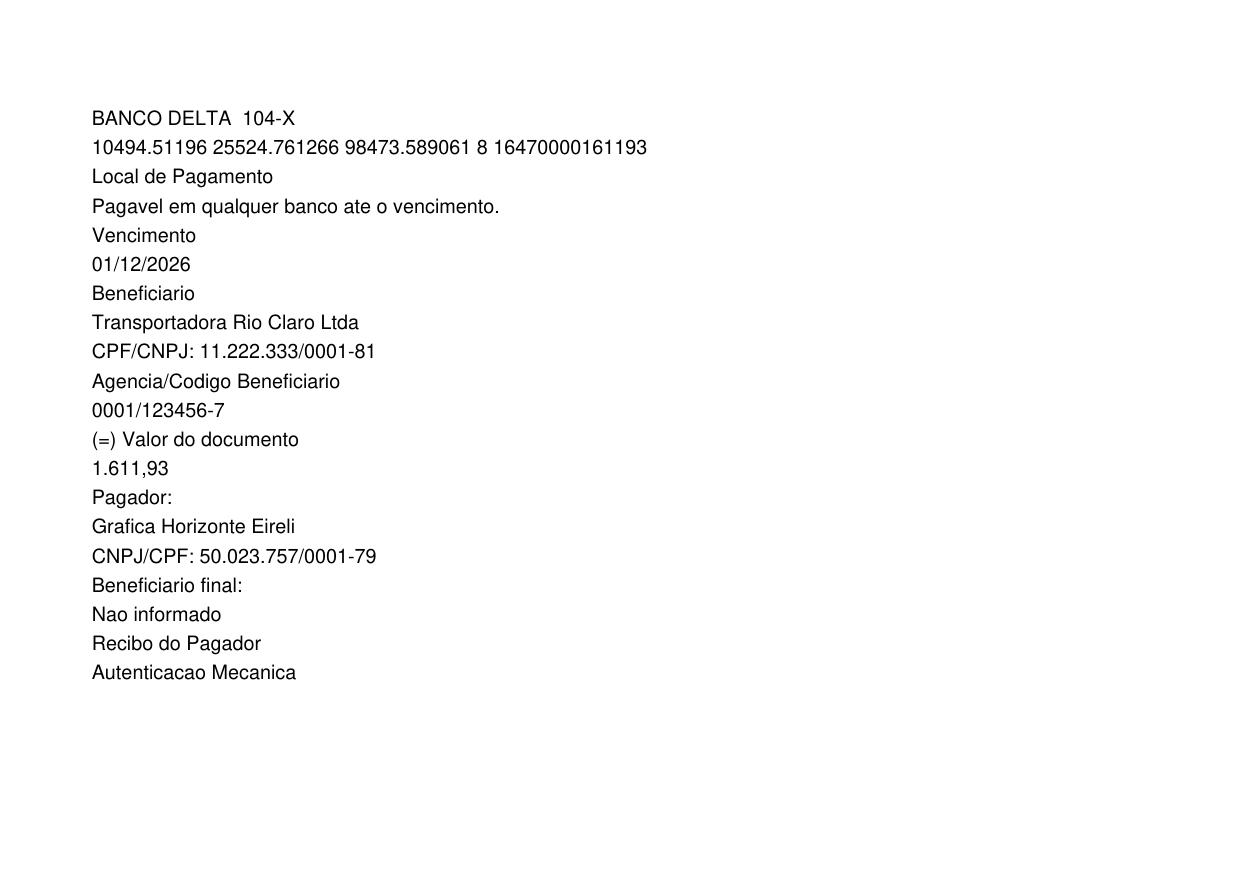 BANCO DELTA 104-X
10494.51196 25524.761266 98473.589061 8 16470000161193
Local de Pagamento
Pagavel em qualquer banco ate o vencimento.
Vencimento
01/12/2026
Beneficiario
Transportadora Rio Claro Ltda
CPF/CNPJ: 11.222.333/0001-81
Agencia/Codigo Beneficiario
0001/123456-7
(=) Valor do documento
1.611,93
Pagador:
Grafica Horizonte Eireli
CNPJ/CPF: 50.023.757/0001-79
Beneficiario final:
Nao informado
Recibo do Pagador
Autenticacao Mecanica